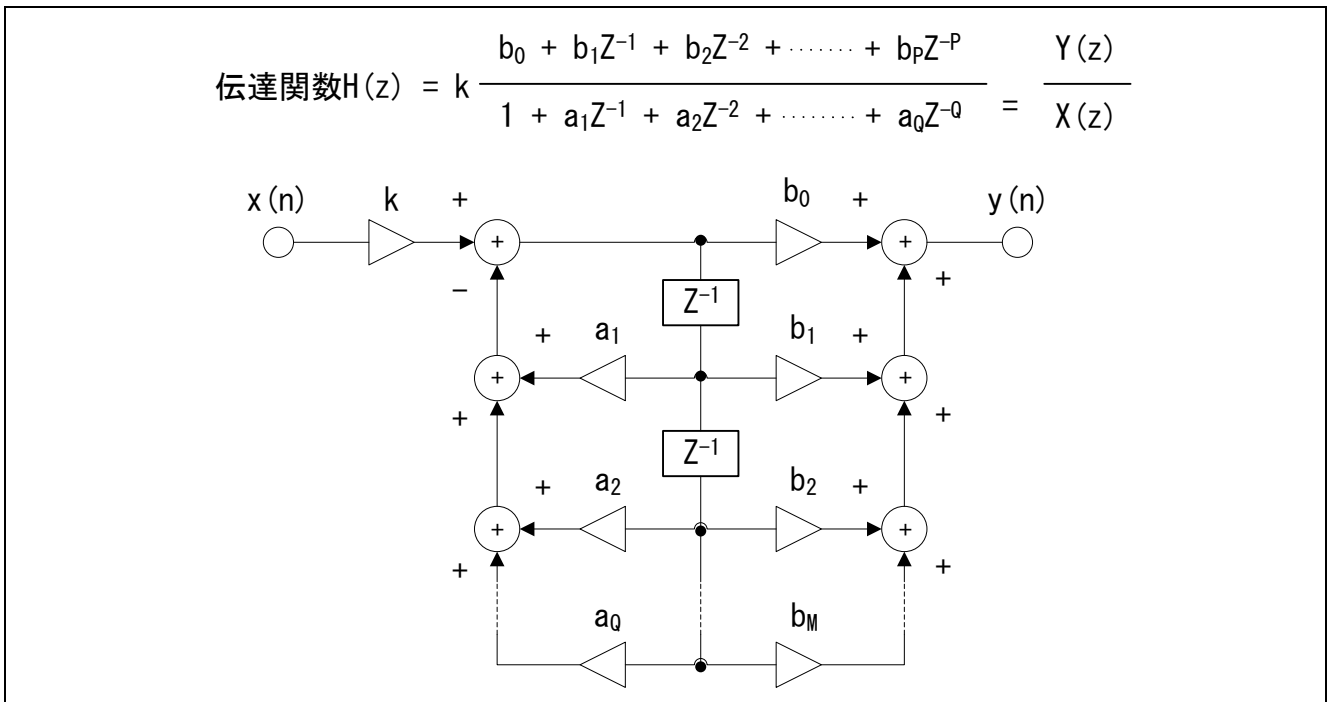 b₀ + b₁Z⁻¹ + b₂Z⁻² + ······· + b_PZ⁻ᴾ Y(z)
伝達関数H(z) = k = 
1 + a₁Z⁻¹ + a₂Z⁻² + ········ + a_QZ^-Q X(z)
x(n) k + b₀ + y(n)
+ +
− Z⁻¹ +
+ a₁ b₁ +
+ +
+ Z⁻¹ +
+ a₂ b₂ +
+ +
+ +
a_Q b_M